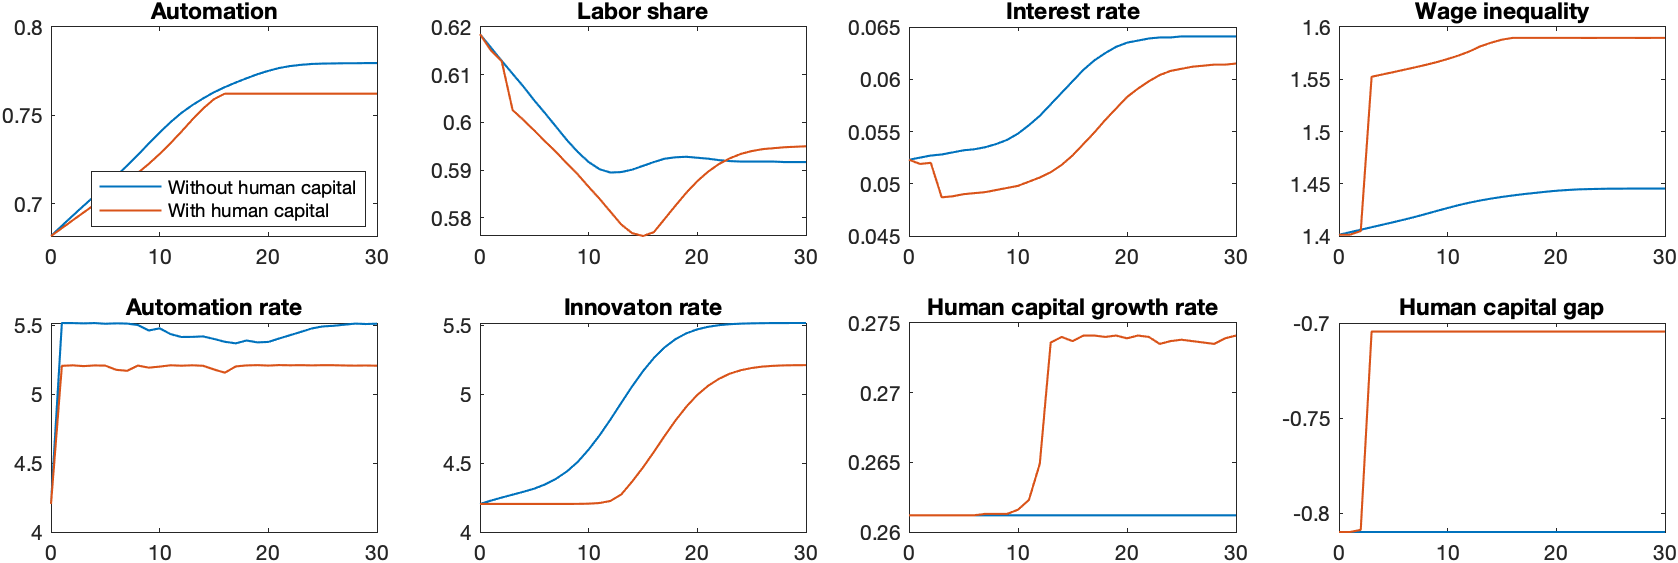 Automation
0.8
0.75
0.7
0 10 20 30
Without human capital
With human capital
Labor share
0.62
0.61
0.6
0.59
0.58
0 10 20 30
Interest rate
0.065
0.06
0.055
0.05
0.045
0 10 20 30
Wage inequality
1.6
1.55
1.5
1.45
1.4
0 10 20 30
Automation rate
5.5
5
4.5
4
0 10 20 30
Innovaton rate
5.5
5
4.5
4
0 10 20 30
Human capital growth rate
0.275
0.27
0.265
0.26
0 10 20 30
Human capital gap
-0.7
-0.75
-0.8
0 10 20 30